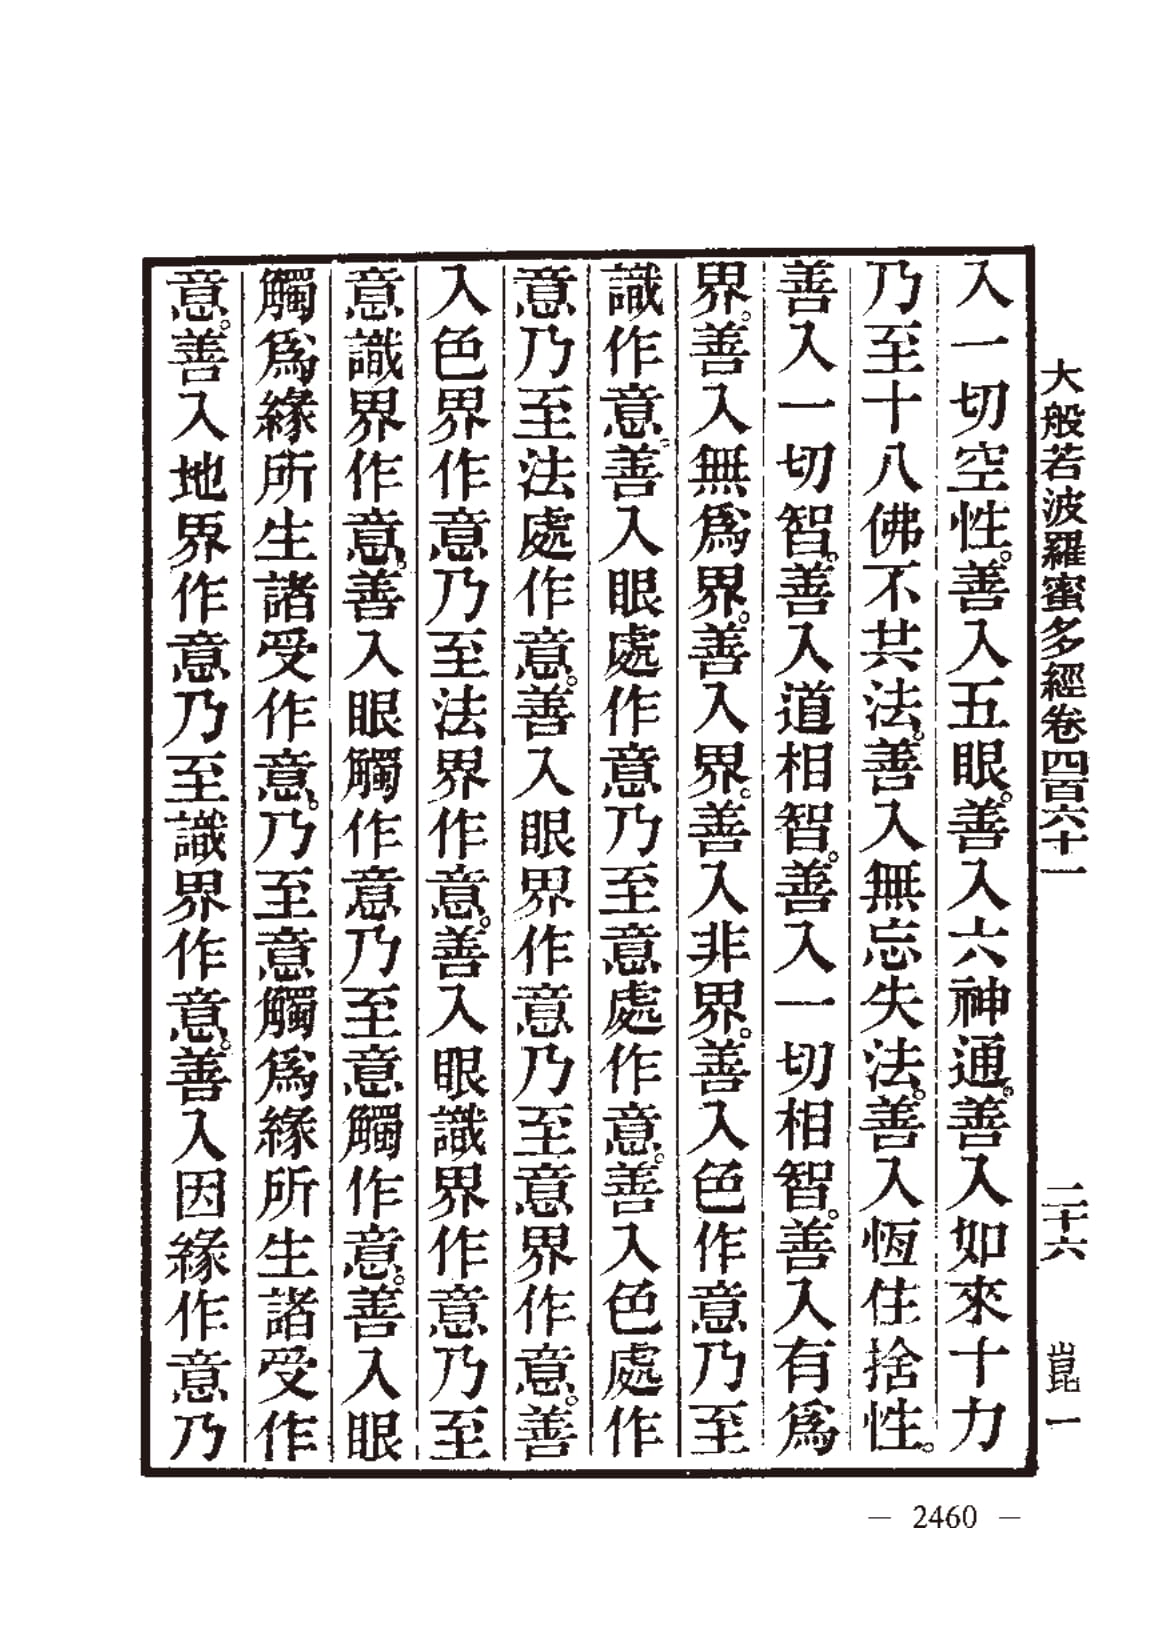 大般若波羅蜜多經卷四百六十一　二十六　崑一
入一切空性。善入五眼。善入六神通。善入如來十力
乃至十八佛不共法。善入無忘失法。善入恆住捨性。
善入一切智。善入道相智。善入一切相智。善入有爲
界。善入無爲界。善入界。善入非界。善入色作意乃至
識作意。善入眼處作意乃至意處作意。善入色處作
意乃至法處作意。善入眼界作意乃至意界作意。善
入色界作意乃至法界作意。善入眼識界作意乃至
意識界作意。善入眼觸作意乃至意觸作意。善入眼
觸爲緣所生諸受作意。乃至意觸爲緣所生諸受作
意。善入地界作意乃至識界作意。善入因緣作意乃
— 2460 —